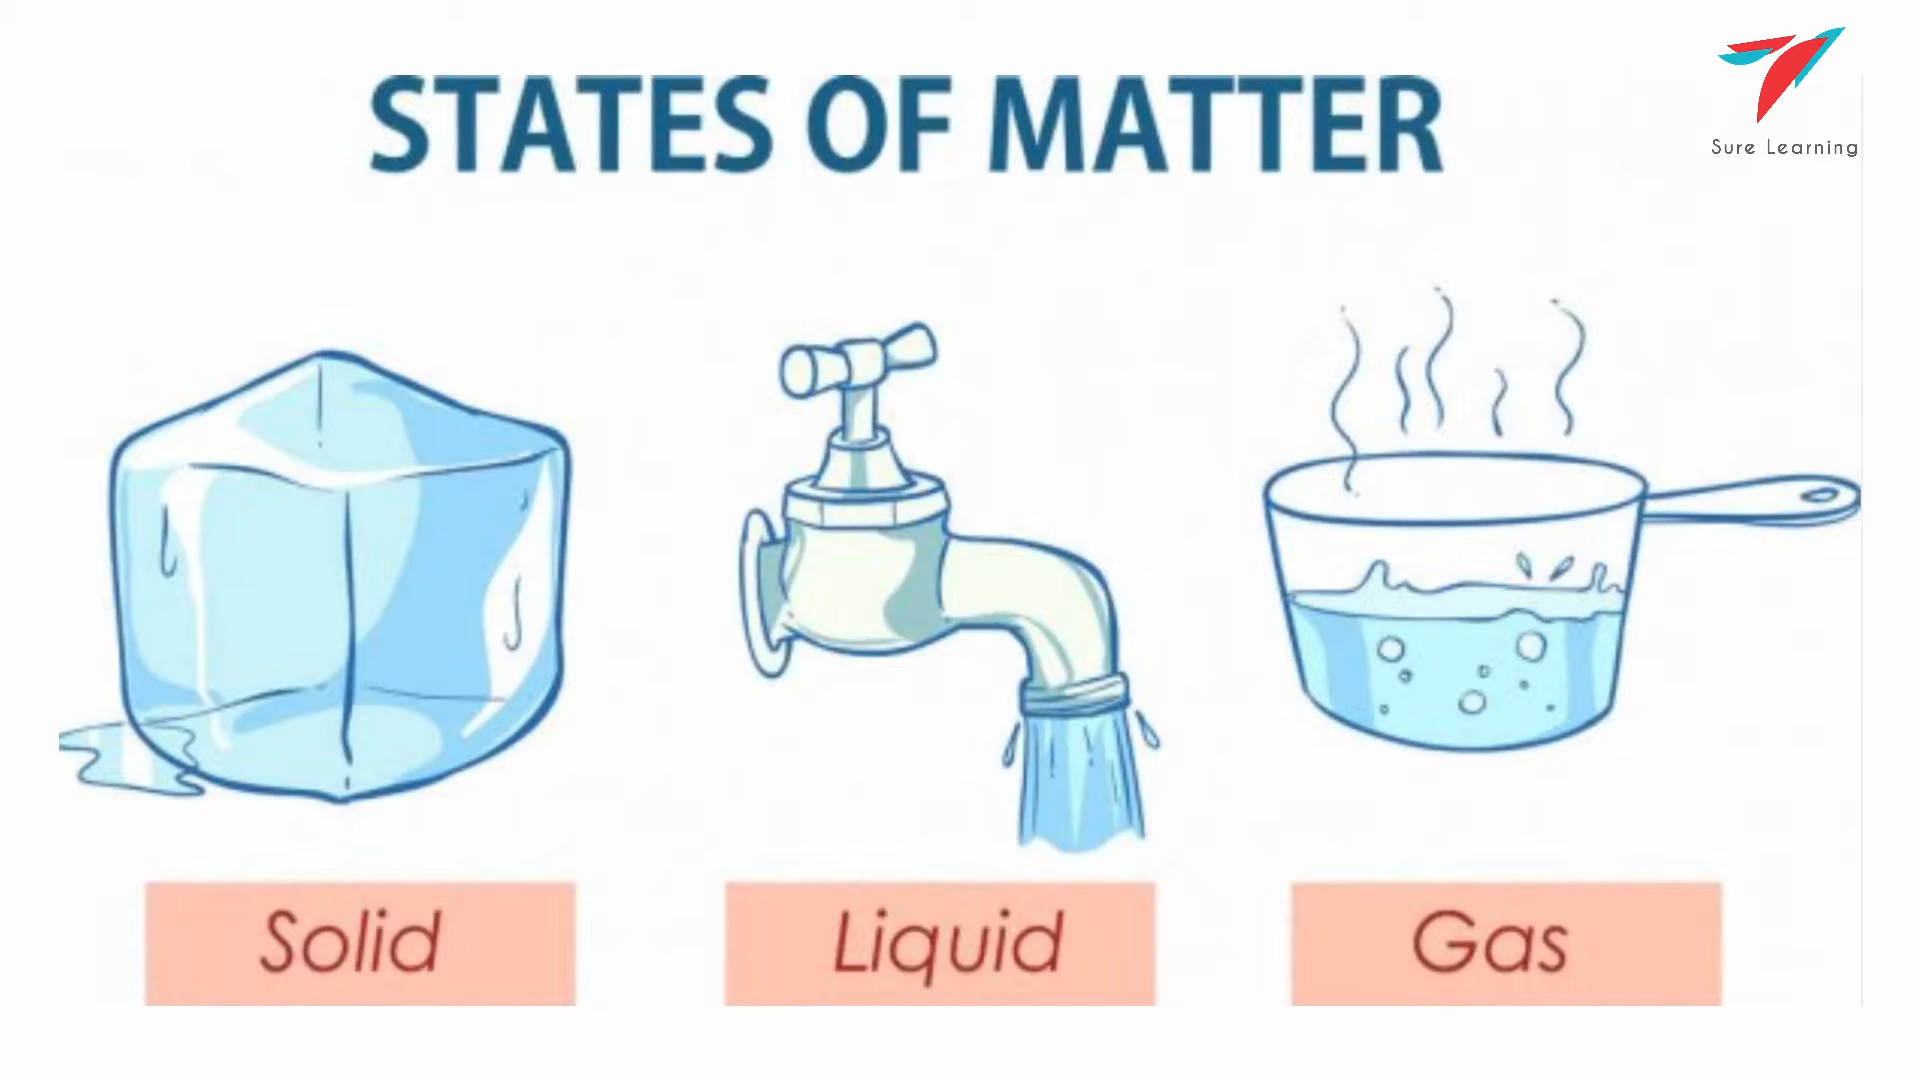 STATES OF MATTER
Sure Learning
Solid
Liquid
Gas